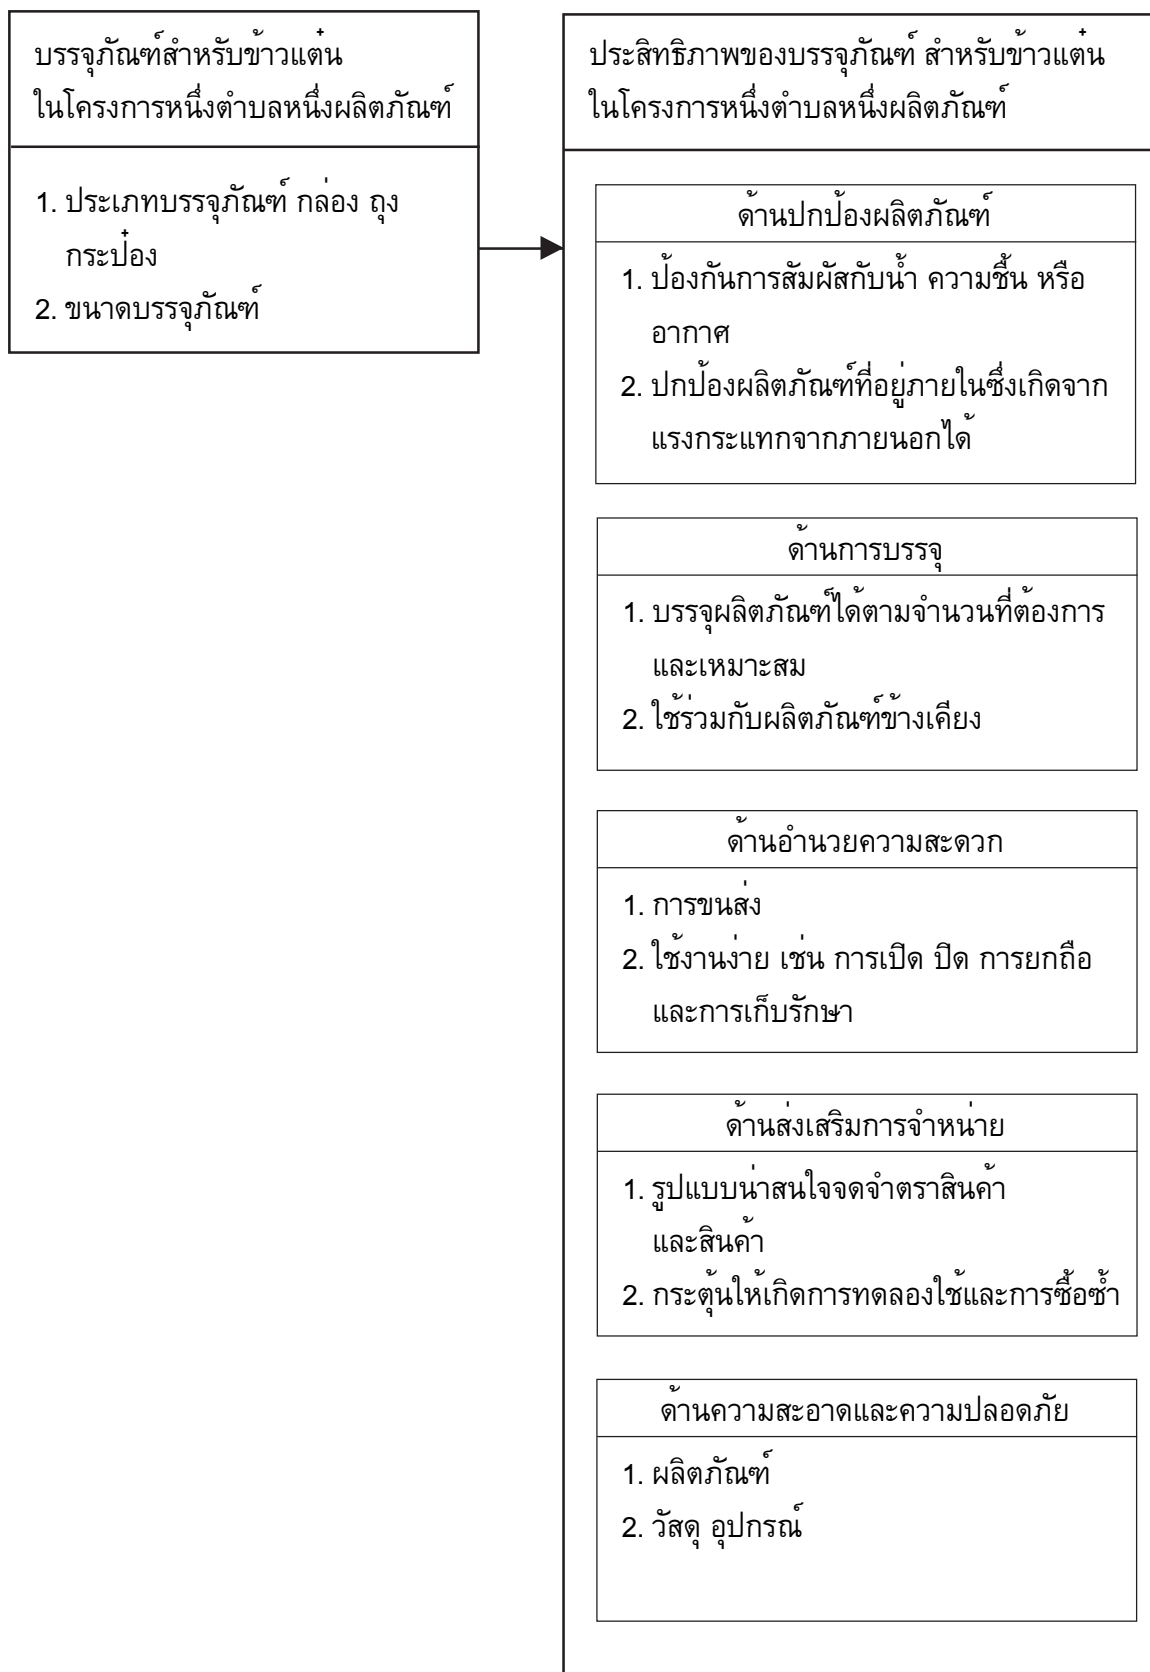 บรรจุภัณฑ์สำหรับข้าวแต๋น
ในโครงการหนึ่งตำบลหนึ่งผลิตภัณฑ์
1. ประเภทบรรจุภัณฑ์ กล่อง ถุง
กระป๋อง
2. ขนาดบรรจุภัณฑ์
ประสิทธิภาพของบรรจุภัณฑ์ สำหรับข้าวแต๋น
ในโครงการหนึ่งตำบลหนึ่งผลิตภัณฑ์
ด้านปกป้องผลิตภัณฑ์
1. ป้องกันการสัมผัสกับน้ำ ความชื้น หรือ
อากาศ
2. ปกป้องผลิตภัณฑ์ที่อยู่ภายในซึ่งเกิดจาก
แรงกระแทกจากภายนอกได้
ด้านการบรรจุ
1. บรรจุผลิตภัณฑ์ได้ตามจำนวนที่ต้องการ
และเหมาะสม
2. ใช้ร่วมกับผลิตภัณฑ์ข้างเคียง
ด้านอำนวยความสะดวก
1. การขนส่ง
2. ใช้งานง่าย เช่น การเปิด ปิด การยกถือ
และการเก็บรักษา
ด้านส่งเสริมการจำหน่าย
1. รูปแบบน่าสนใจจดจำตราสินค้า
และสินค้า
2. กระตุ้นให้เกิดการทดลองใช้และการซื้อซ้ำ
ด้านความสะอาดและความปลอดภัย
1. ผลิตภัณฑ์
2. วัสดุ อุปกรณ์